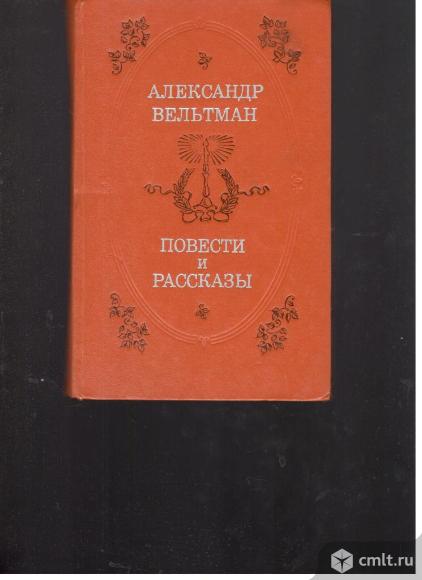 АЛЕКСАНДР
ВЕЛЬТМАН
ПОВЕСТИ
и
РАССКАЗЫ
cmlt.ru